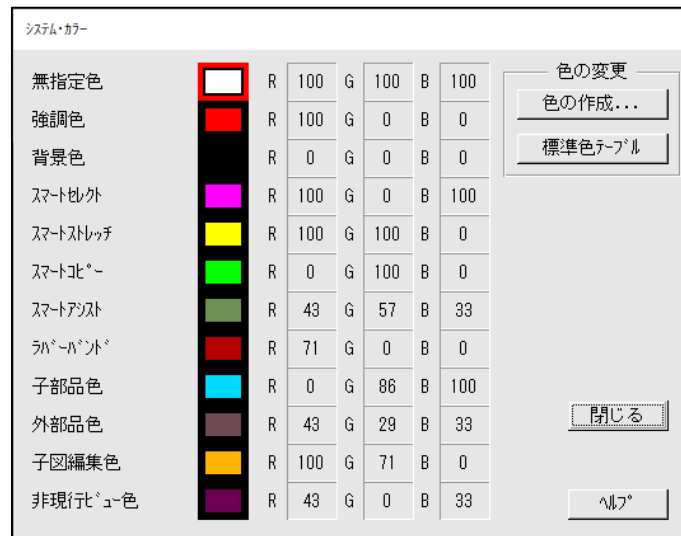 ｼｽﾃﾑ・ｶﾗｰ
無指定色 R 100 G 100 B 100
強調色 R 100 G 0 B 0
背景色 R 0 G 0 B 0
ｽﾏｰﾄｾﾚｸﾄ R 100 G 0 B 100
ｽﾏｰﾄｽﾄﾚｯﾁ R 100 G 100 B 0
ｽﾏｰﾄｺﾋﾟｰ R 0 G 100 B 0
ｽﾏｰﾄｱｼｽﾄ R 43 G 57 B 33
ﾗﾊﾞｰﾊﾞﾝﾄﾞ R 71 G 0 B 0
子部品色 R 0 G 86 B 100
外部品色 R 43 G 29 B 33
子図編集色 R 100 G 71 B 0
非現行ﾋﾞｭｰ色 R 43 G 0 B 33
色の変更
色の作成...
標準色ﾃｰﾌﾞﾙ
閉じる
ﾍﾙﾌﾟ